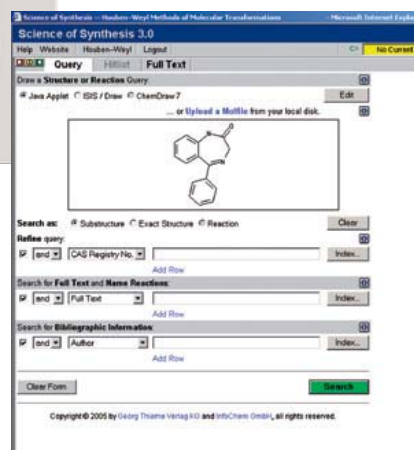 Science of Synthesis -- Houben-Weyl Methods of Molecular Transformations - Microsoft Internet Explo
Science of Synthesis 3.0
Help Website Houben-Weyl Logout No Current
Query Hitlist Full Text
Draw a Structure or Reaction Query:
Java Applet ISIS / Draw ChemDraw 7 Edit
... or Upload a Molfile from your local disk.
N O
N
Search as: Substructure Exact Structure Reaction Clear
Refine query:
and CAS Registry No. Index...
Add Row
Search for Full Text and Name Reactions:
and Full Text Index...
Add Row
Search for Bibliographic Information:
and Author Index...
Add Row
Clear Form Search
Copyright © 2005 by Georg Thieme Verlag KG and InfoChem GmbH, all rights reserved.